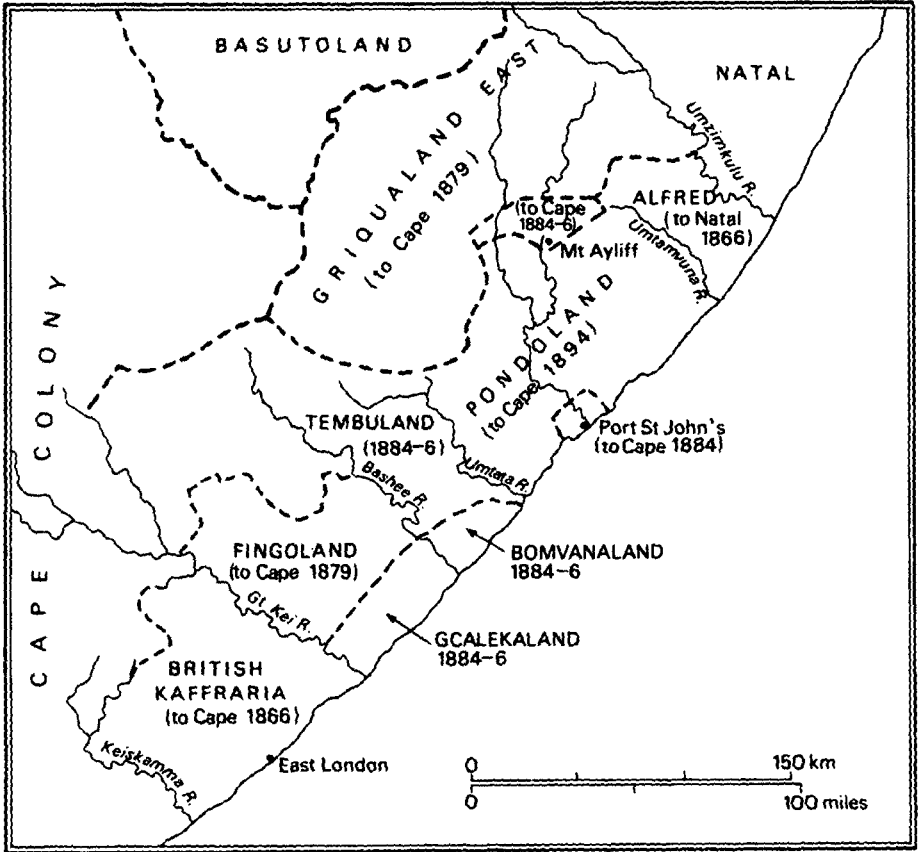 BASUTOLAND
NATAL
GRIQUALAND EAST
(to Cape 1879)
Umzimkulu R.
ALFRED
(to Natal
1866)
(to Cape
1884-6)
Mt Ayliff
Umtamvuna R.
PONDOLAND
(to Cape 1894)
CAPE COLONY
TEMBULAND
(1884-6)
Port St John's
(to Cape 1884)
Bashee R.
Umtata R.
FINGOLAND
(to Cape 1879)
BOMVANALAND
1884-6
Gt. Kei R.
GCALEKALAND
1884-6
BRITISH
KAFFRARIA
(to Cape 1866)
Keiskamma R.
East London
0 150 km
0 100 miles